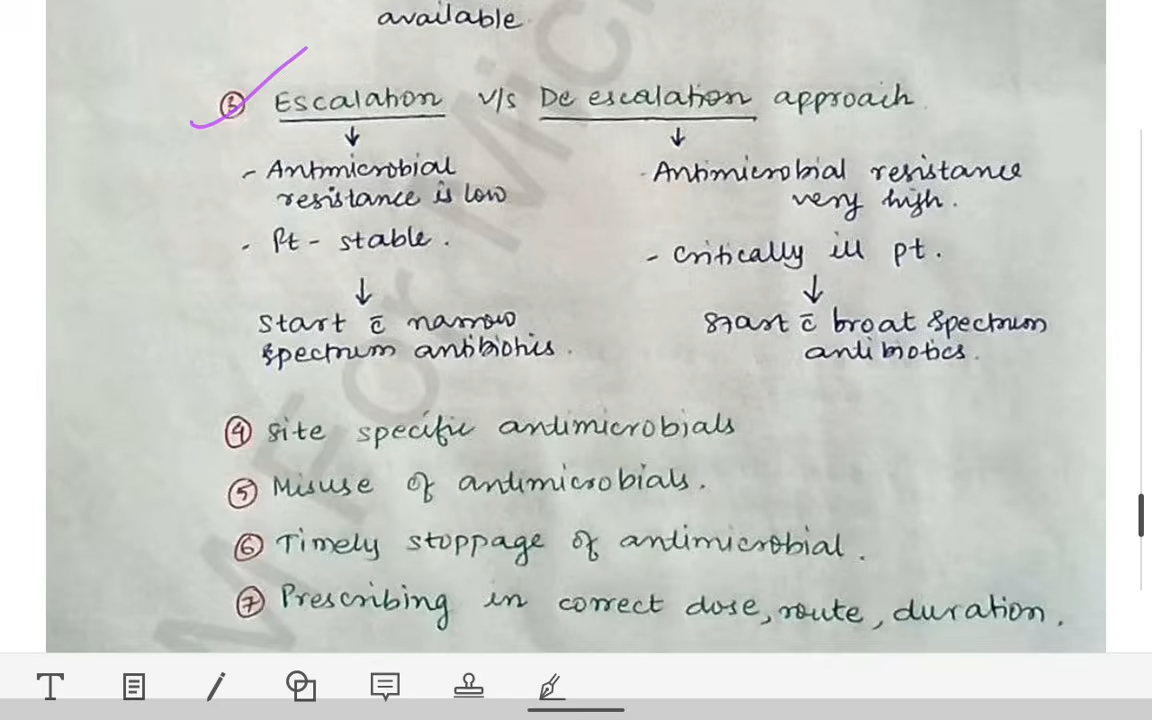 available
③ Escalation v/s De escalation approach.
↓ ↓
- Antimicrobial
resistance is low
- Pt - stable.
↓
Start c̄ narrow
spectrum antibiotics.
- Antimicrobial resistance
very high.
- Critically ill pt.
↓
Start c̄ broat spectrum
antibiotics.
④ Site specific antimicrobials
⑤ Misuse of antimicrobials.
⑥ Timely stoppage of antimicrobial.
⑦ Prescribing in correct dose, route, duration.
M For Micr
T